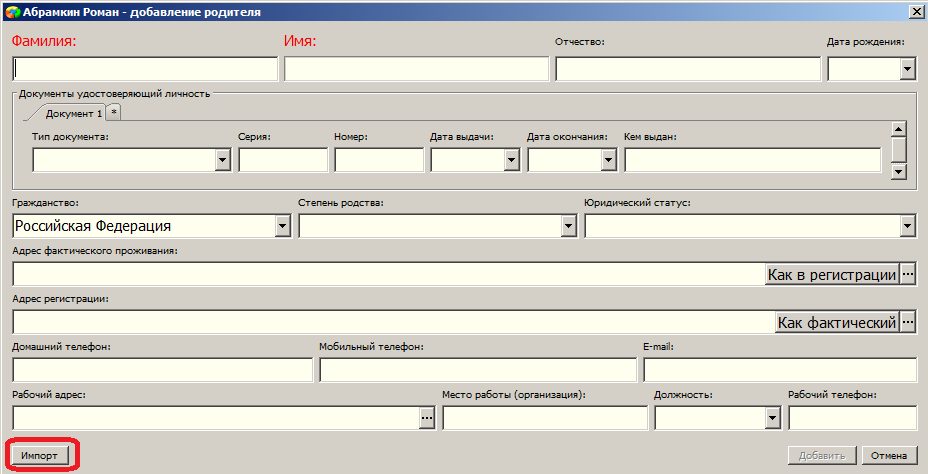 Абрамкин Роман - добавление родителя
Фамилия: Имя: Отчество: Дата рождения:
Документы удостоверяющий личность
Документ 1 *
Тип документа: Серия: Номер: Дата выдачи: Дата окончания: Кем выдан:
Гражданство: Степень родства: Юридический статус:
Российская Федерация
Адрес фактического проживания:
Как в регистрации ...
Адрес регистрации:
Как фактический ...
Домашний телефон: Мобильный телефон: E-mail:
Рабочий адрес: Место работы (организация): Должность: Рабочий телефон:
...
Импорт Добавить Отмена